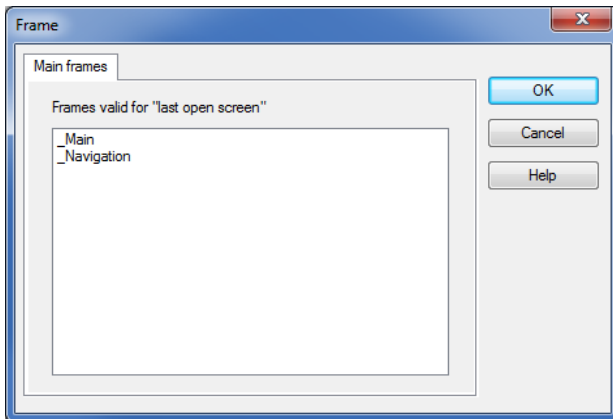 Frame
Main frames
Frames valid for "last open screen"
_Main
_Navigation
OK
Cancel
Help